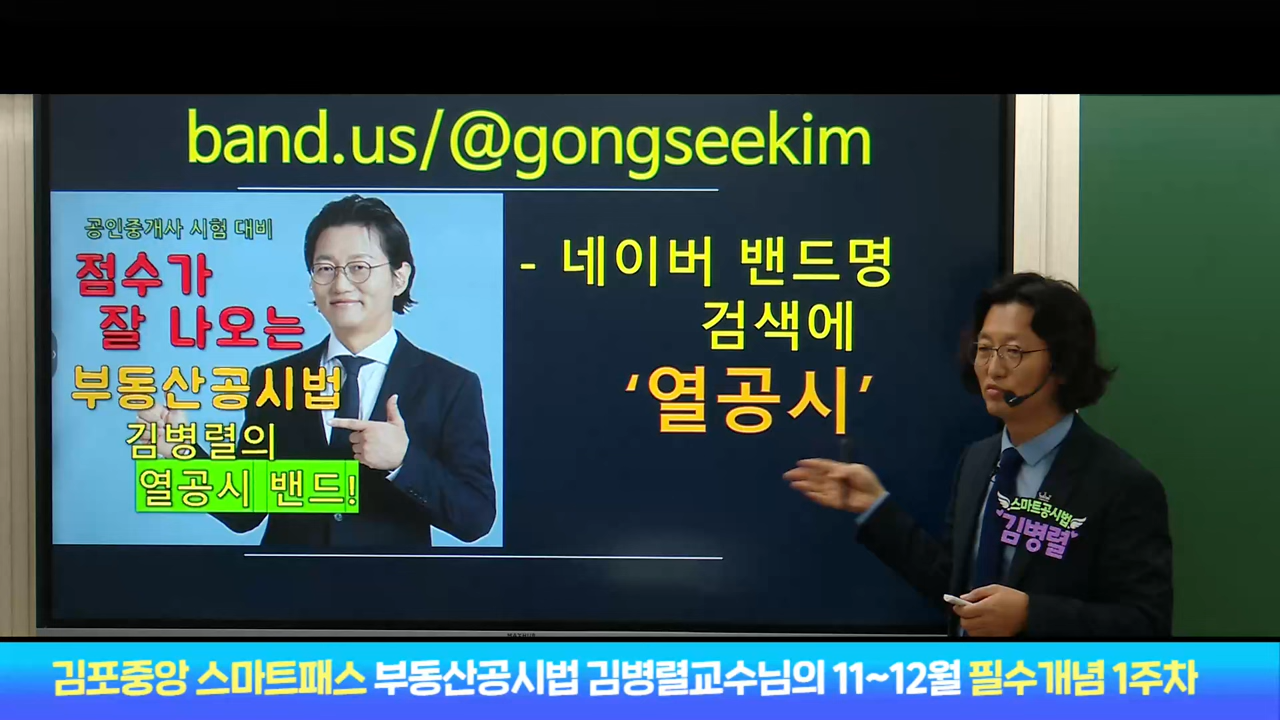 band.us/@gongseekim
공인중개사 시험 대비
점수가
잘 나오는
부동산공시법
김병렬의
열공시 밴드!
- 네이버 밴드명
검색에
‘열공시’
스마트공시법
김병렬
김포중앙 스마트패스 부동산공시법 김병렬교수님의 11~12월 필수개념 1주차